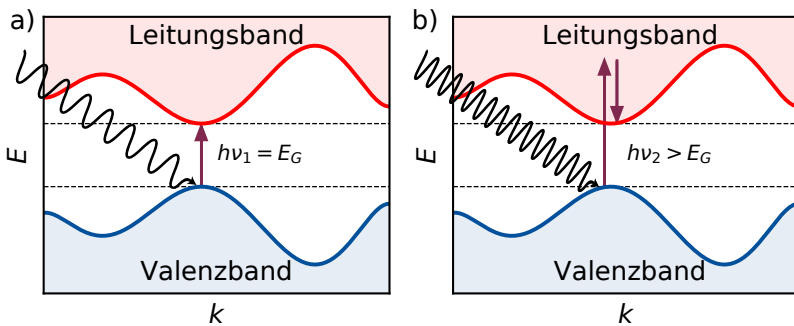 a)
Leitungsband
E
hν₁ = E_G
Valenzband
k
b)
Leitungsband
E
hν₂ > E_G
Valenzband
k